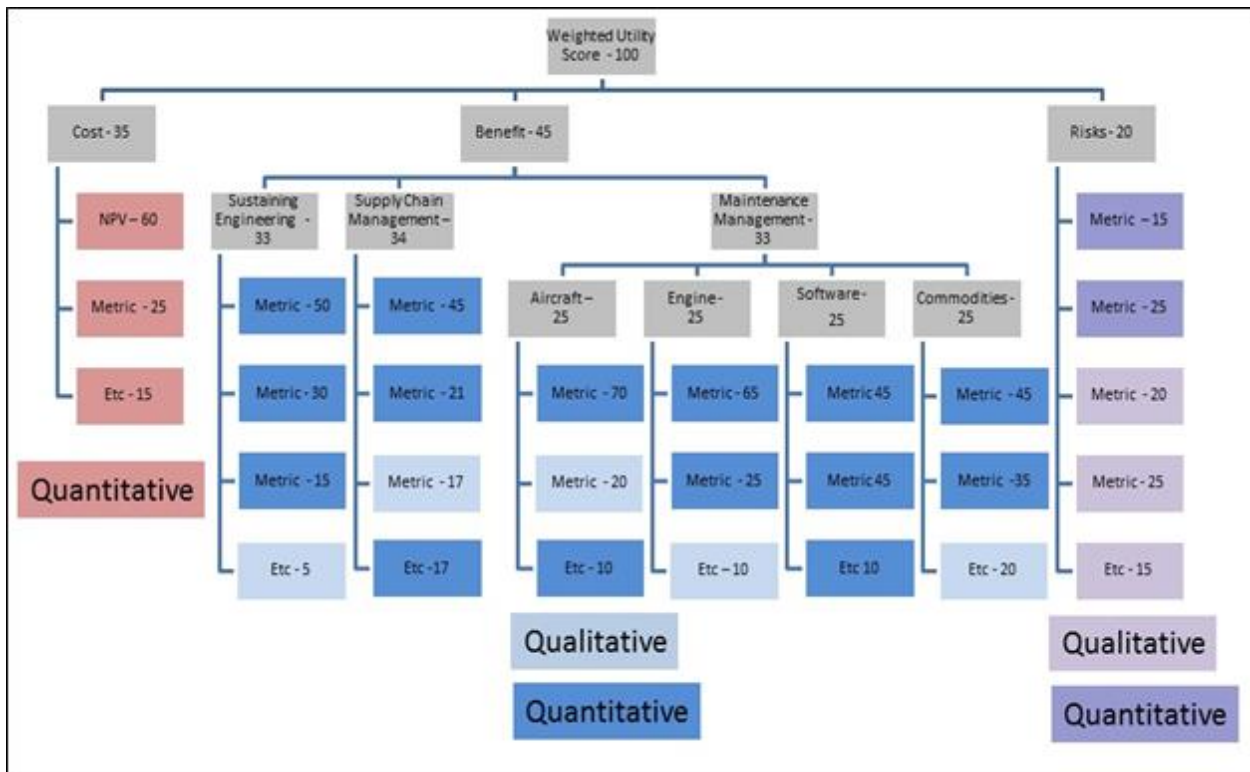 Weighted Utility
Score - 100
Cost - 35
Benefit - 45
Risks - 20
NPV – 60
Metric - 25
Etc - 15
Quantitative
Sustaining
Engineering -
33
Supply Chain
Management –
34
Maintenance
Management -
33
Metric - 50
Metric - 30
Metric - 15
Etc - 5
Metric - 45
Metric - 21
Metric - 17
Etc -17
Aircraft –
25
Engine-
25
Software-
25
Commodities-
25
Metric - 70
Metric - 20
Etc - 10
Metric - 65
Metric - 25
Etc – 10
Metric 45
Metric 45
Etc 10
Metric - 45
Metric -35
Etc - 20
Qualitative
Quantitative
Metric – 15
Metric - 25
Metric - 20
Metric - 25
Etc - 15
Qualitative
Quantitative